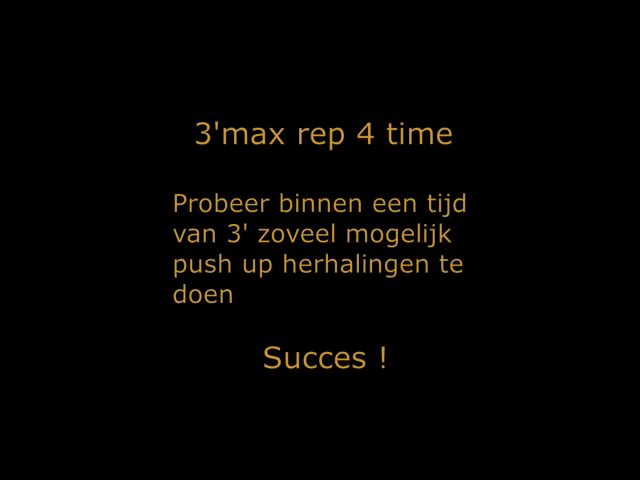 3'max rep 4 time
Probeer binnen een tijd
van 3' zoveel mogelijk
push up herhalingen te
doen
Succes !